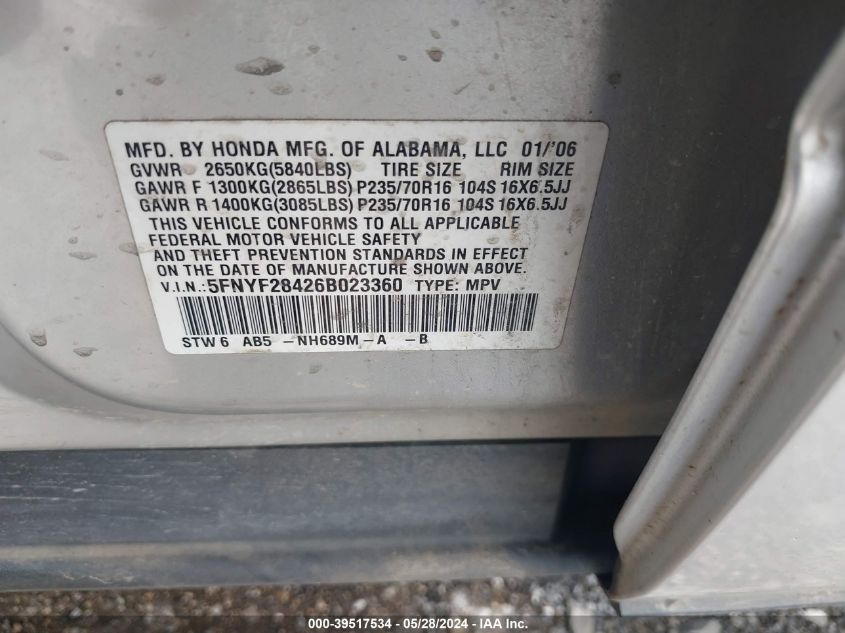 MFD. BY HONDA MFG. OF ALABAMA, LLC 01/'06
GVWR 2650KG(5840LBS) TIRE SIZE RIM SIZE
GAWR F 1300KG(2865LBS) P235/70R16 104S 16X6.5JJ
GAWR R 1400KG(3085LBS) P235/70R16 104S 16X6.5JJ
THIS VEHICLE CONFORMS TO ALL APPLICABLE
FEDERAL MOTOR VEHICLE SAFETY
AND THEFT PREVENTION STANDARDS IN EFFECT
ON THE DATE OF MANUFACTURE SHOWN ABOVE.
V.I.N.: 5FNYF28426B023360 TYPE: MPV
STW 6 AB5 -NH689M-A -B
000-39517534 - 05/28/2024 - IAAI, Inc.